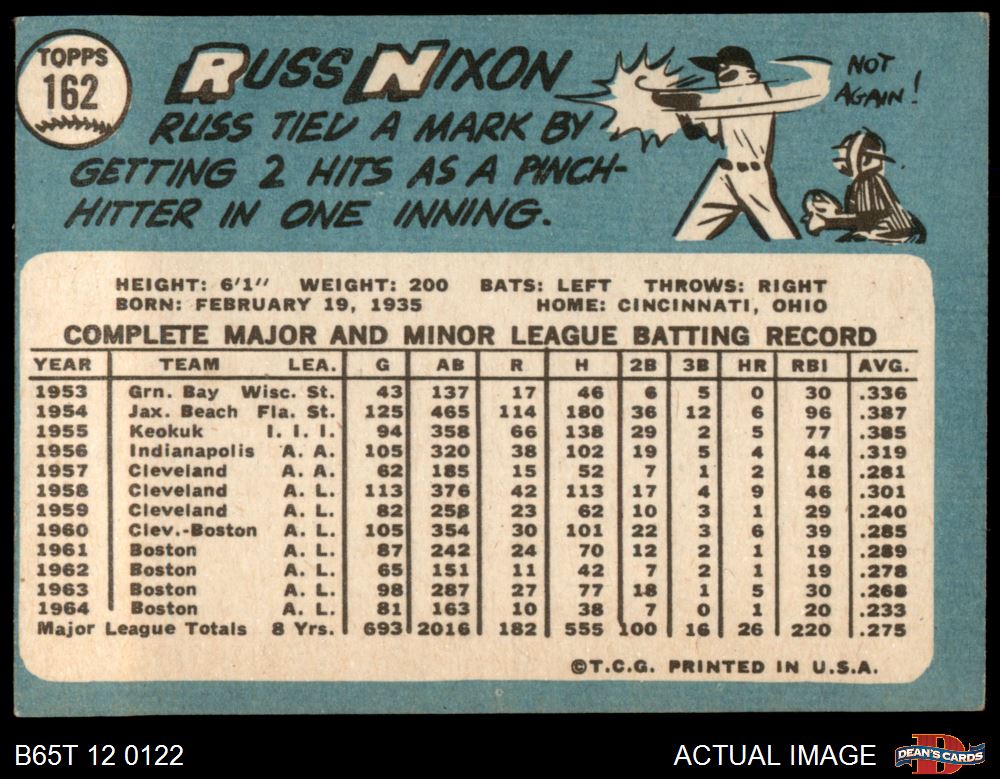 TOPPS
162
RUSS NIXON
RUSS TIED A MARK BY
GETTING 2 HITS AS A PINCH-
HITTER IN ONE INNING.
NOT
AGAIN!
HEIGHT: 6'1" WEIGHT: 200 BATS: LEFT THROWS: RIGHT
BORN: FEBRUARY 19, 1935 HOME: CINCINNATI, OHIO
COMPLETE MAJOR AND MINOR LEAGUE BATTING RECORD
YEAR TEAM LEA. G AB R H 2B 3B HR RBI AVG.
1953 Grn. Bay Wisc. St. 43 137 17 46 6 5 0 30 .336
1954 Jax. Beach Fla. St. 125 465 114 180 36 12 6 96 .387
1955 Keokuk I. I. I. 94 358 66 138 29 2 5 77 .385
1956 Indianapolis A. A. 105 320 38 102 19 5 4 44 .319
1957 Cleveland A. A. 62 185 15 52 7 1 2 18 .281
1958 Cleveland A. L. 113 376 42 113 17 4 9 46 .301
1959 Cleveland A. L. 82 258 23 62 10 3 1 29 .240
1960 Clev.-Boston A. L. 105 354 30 101 22 3 6 39 .285
1961 Boston A. L. 87 242 24 70 12 2 1 19 .289
1962 Boston A. L. 65 151 11 42 7 2 1 19 .278
1963 Boston A. L. 98 287 27 77 18 1 5 30 .268
1964 Boston A. L. 81 163 10 38 7 0 1 20 .233
Major League Totals 8 Yrs. 693 2016 182 555 100 16 26 220 .275
©T.C.G. PRINTED IN U.S.A.
B65T 12 0122 ACTUAL IMAGE
D
DEAN'S CARDS